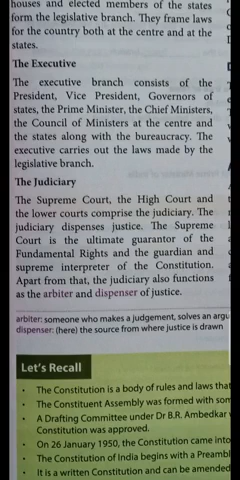 houses and elected members of the states
form the legislative branch. They frame laws
for the country both at the centre and at the
states.
The Executive
The executive branch consists of the
President, Vice President, Governors of
states, the Prime Minister, the Chief Ministers,
the Council of Ministers at the centre and
the states along with the bureaucracy. The
executive carries out the laws made by the
legislative branch.
The Judiciary
The Supreme Court, the High Court and
the lower courts comprise the judiciary. The
judiciary dispenses justice. The Supreme
Court is the ultimate guarantor of the
Fundamental Rights and the guardian and
supreme interpreter of the Constitution.
Apart from that, the judiciary also functions
as the arbiter and dispenser of justice.
arbiter: someone who makes a judgement, solves an argu
dispenser: (here) the source from where justice is drawn
Let's Recall
• The Constitution is a body of rules and laws that
• The Constituent Assembly was formed with som
• A Drafting Committee under Dr B.R. Ambedkar
Constitution was approved.
• On 26 January 1950, the Constitution came into
• The Constitution of India begins with a Preambl
• It is a written Constitution and can be amended